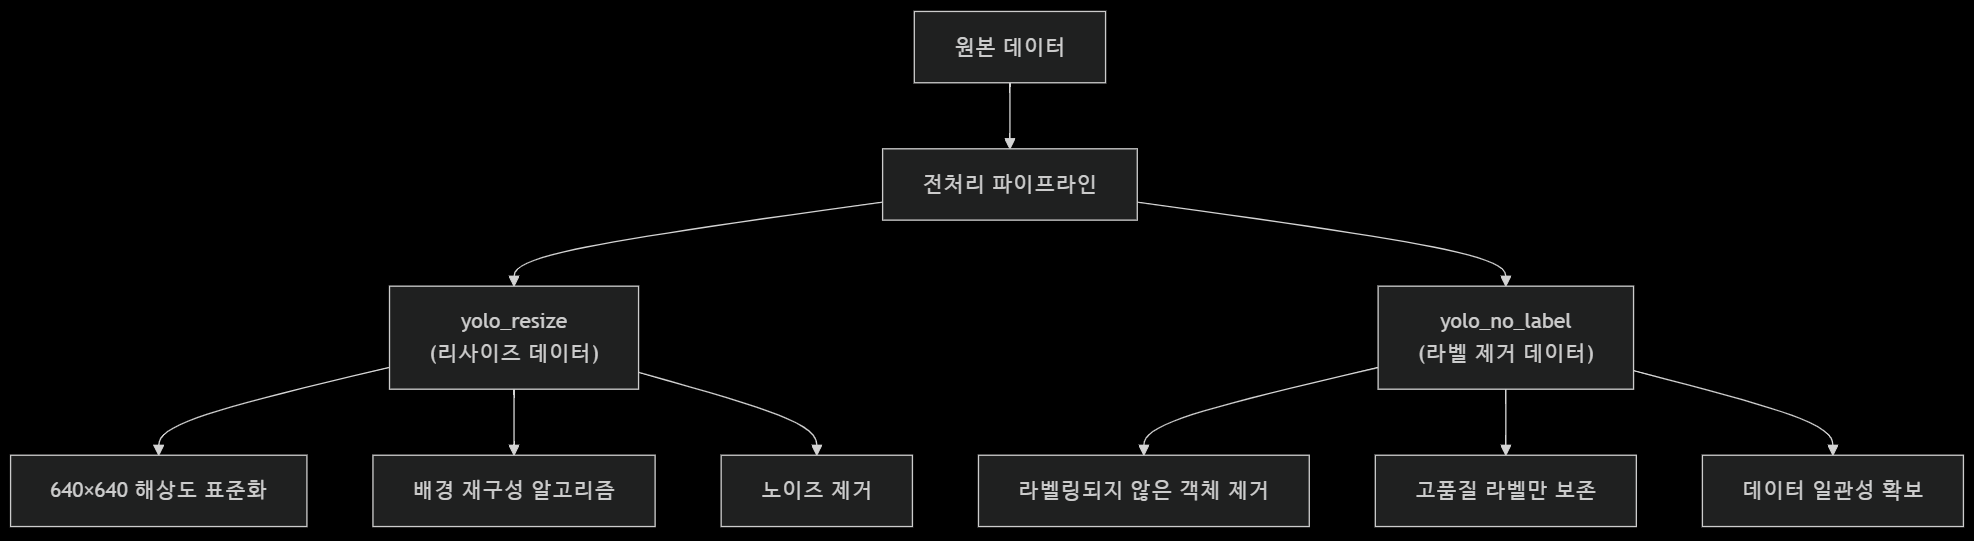 원본 데이터
전처리 파이프라인
yolo_resize
(리사이즈 데이터)
yolo_no_label
(라벨 제거 데이터)
640×640 해상도 표준화
배경 재구성 알고리즘
노이즈 제거
라벨링되지 않은 객체 제거
고품질 라벨만 보존
데이터 일관성 확보